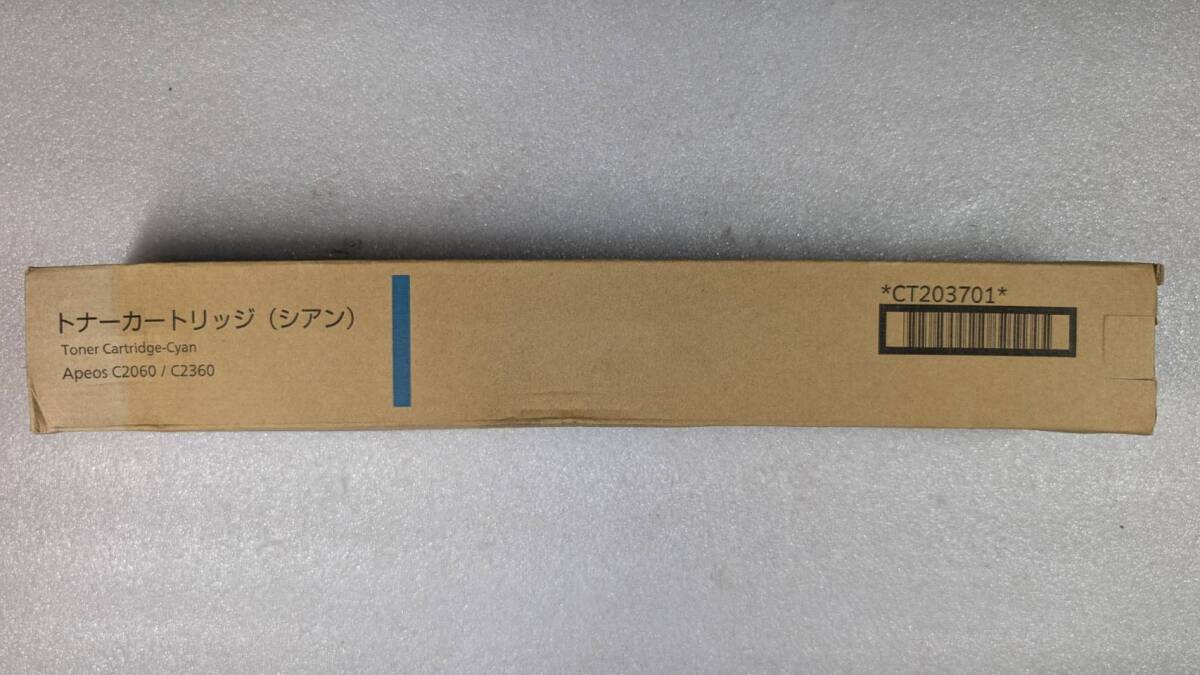 トナーカートリッジ（シアン）
Toner Cartridge-Cyan
Apeos C2060 / C2360
*CT203701*